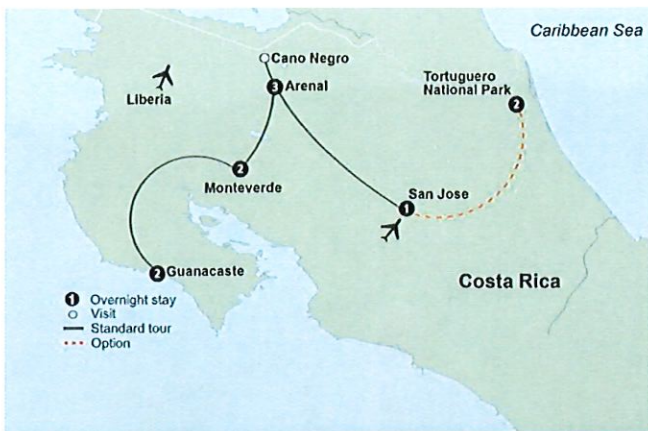 Caribbean Sea
Cano Negro
Liberia
3 Arenal
Tortuguero
National Park 2
2
Monteverde
San Jose
1
2 Guanacaste
Costa Rica
1 Overnight stay
Visit
Standard tour
Option